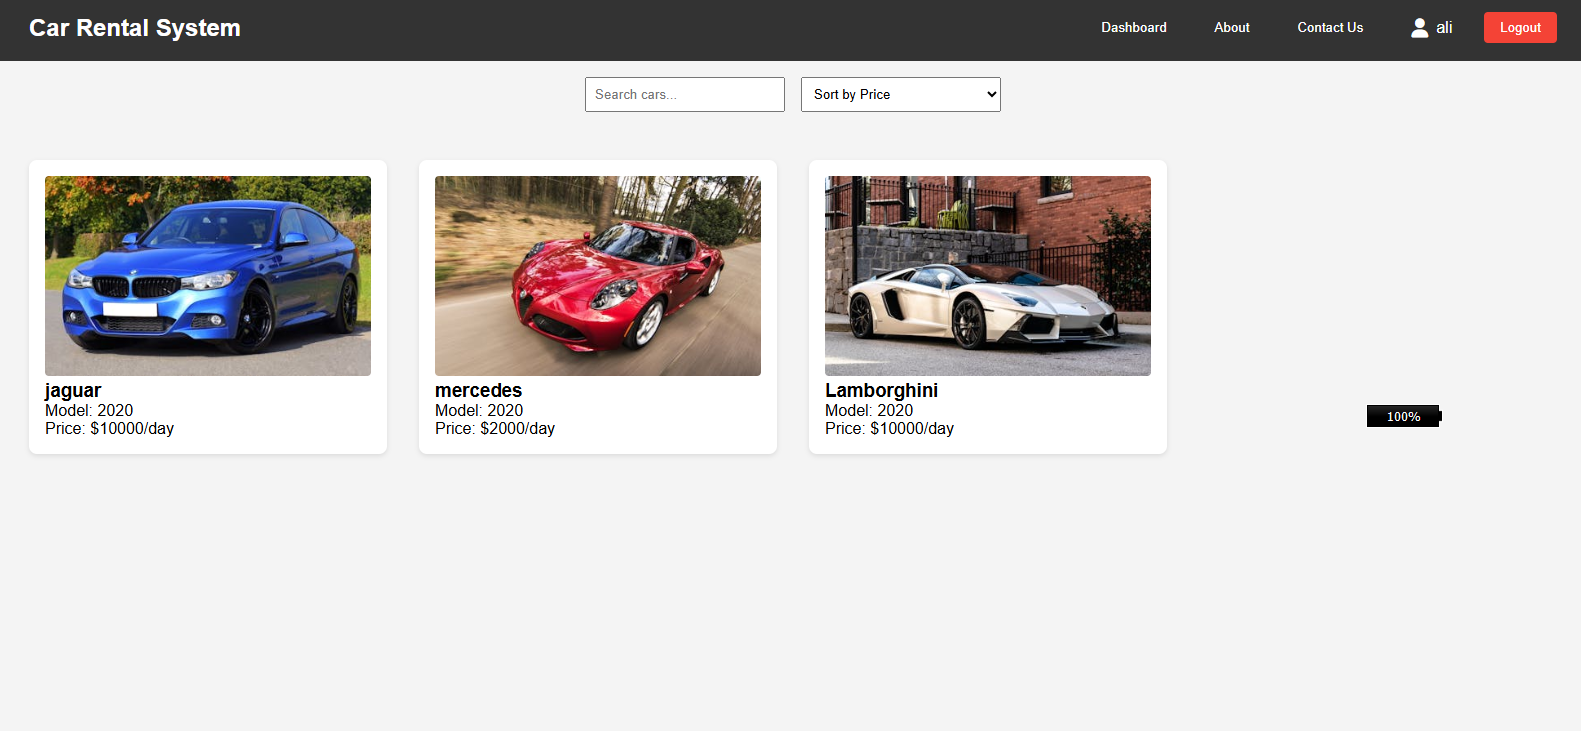 Car Rental System
Dashboard
About
Contact Us
ali
Logout
Search cars...
Sort by Price
jaguar
Model: 2020
Price: $10000/day
mercedes
Model: 2020
Price: $2000/day
Lamborghini
Model: 2020
Price: $10000/day
100%